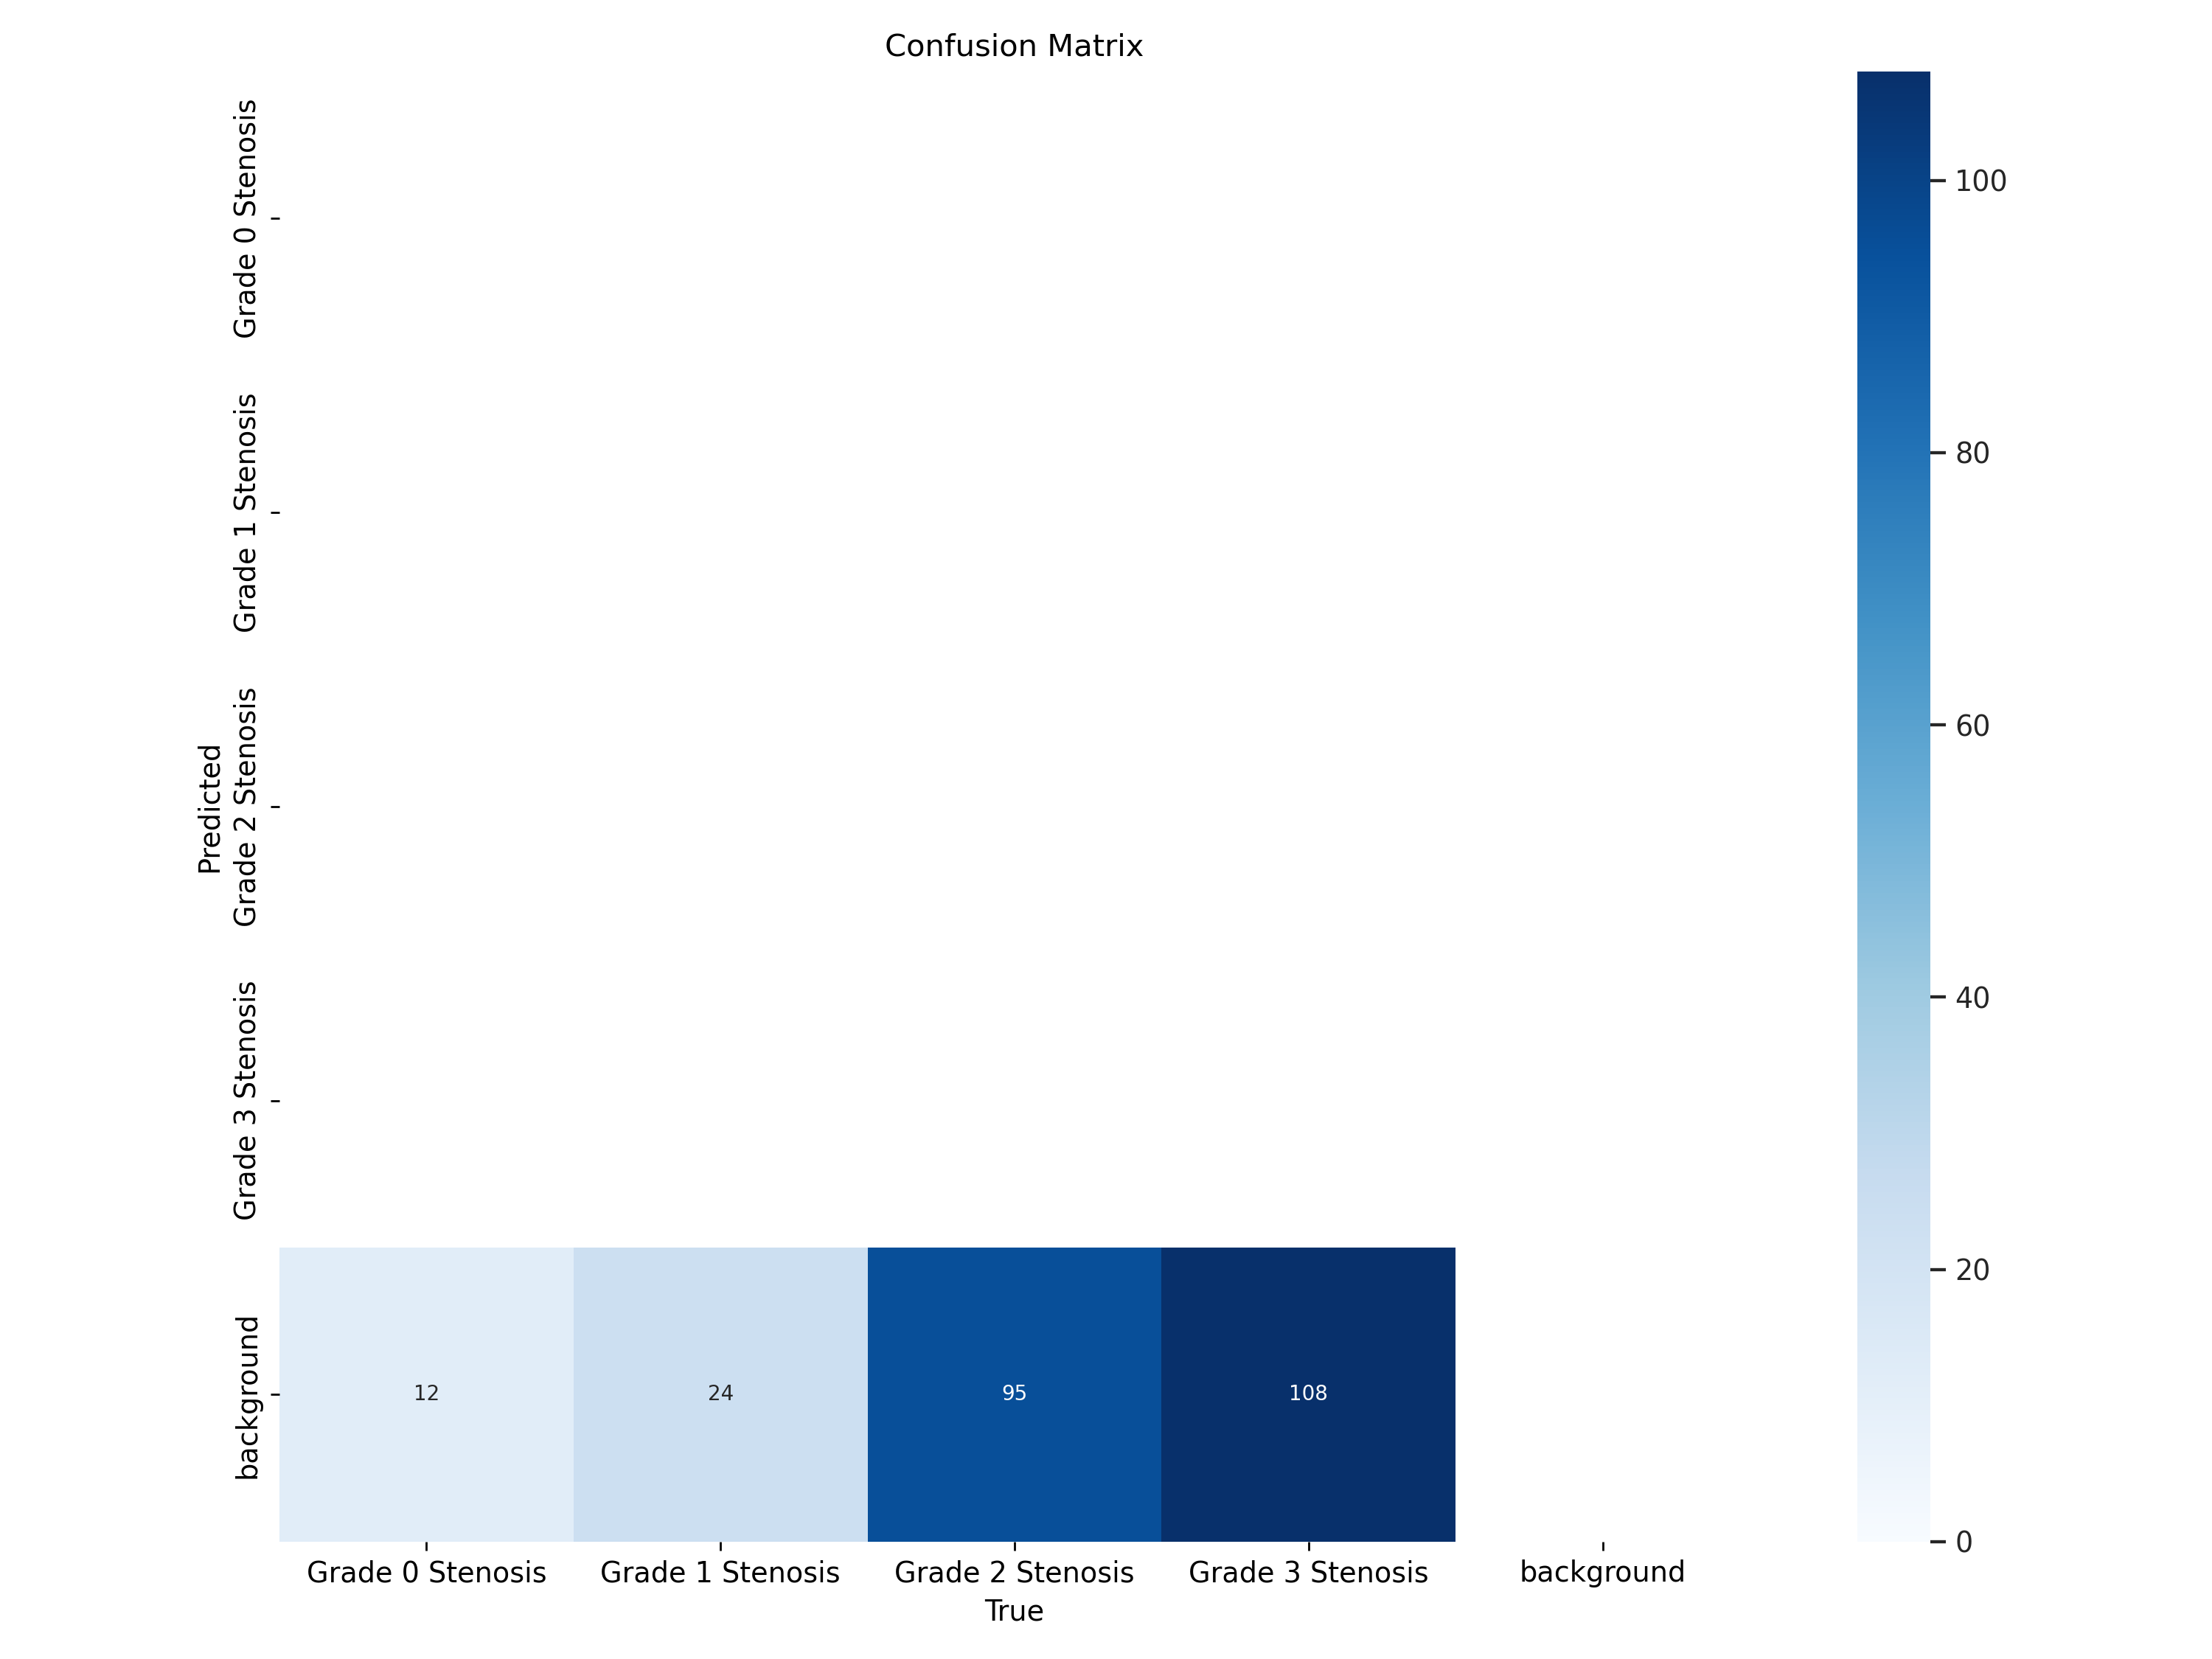 Confusion Matrix
Predicted
Grade 0 Stenosis
Grade 1 Stenosis
Grade 2 Stenosis
Grade 3 Stenosis
background
12 24 95 108
Grade 0 Stenosis Grade 1 Stenosis Grade 2 Stenosis Grade 3 Stenosis background
True
100
80
60
40
20
0